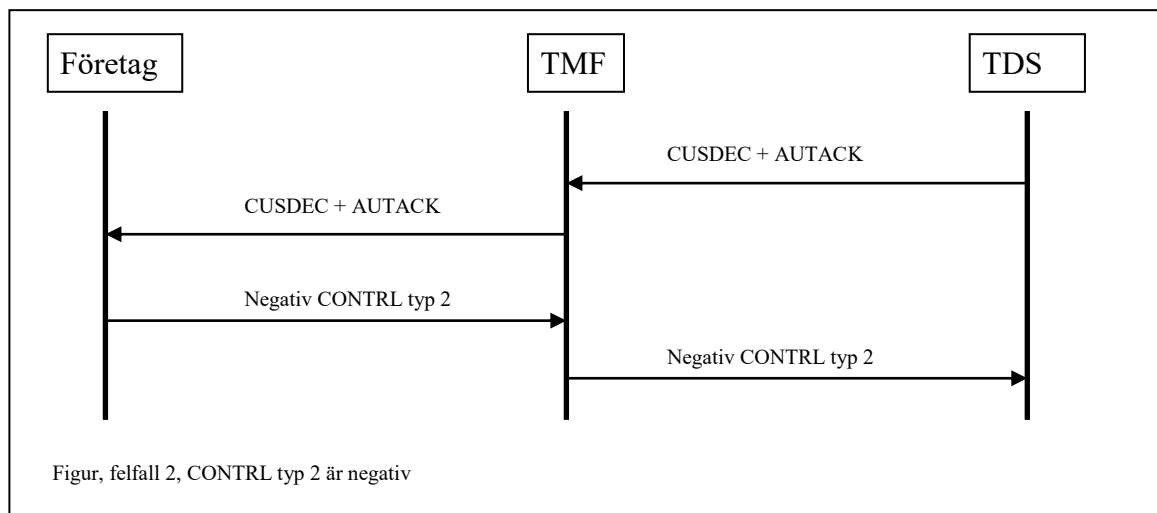 Företag
TMF
TDS
CUSDEC + AUTACK
CUSDEC + AUTACK
Negativ CONTRL typ 2
Negativ CONTRL typ 2
Figur, felfall 2, CONTRL typ 2 är negativ